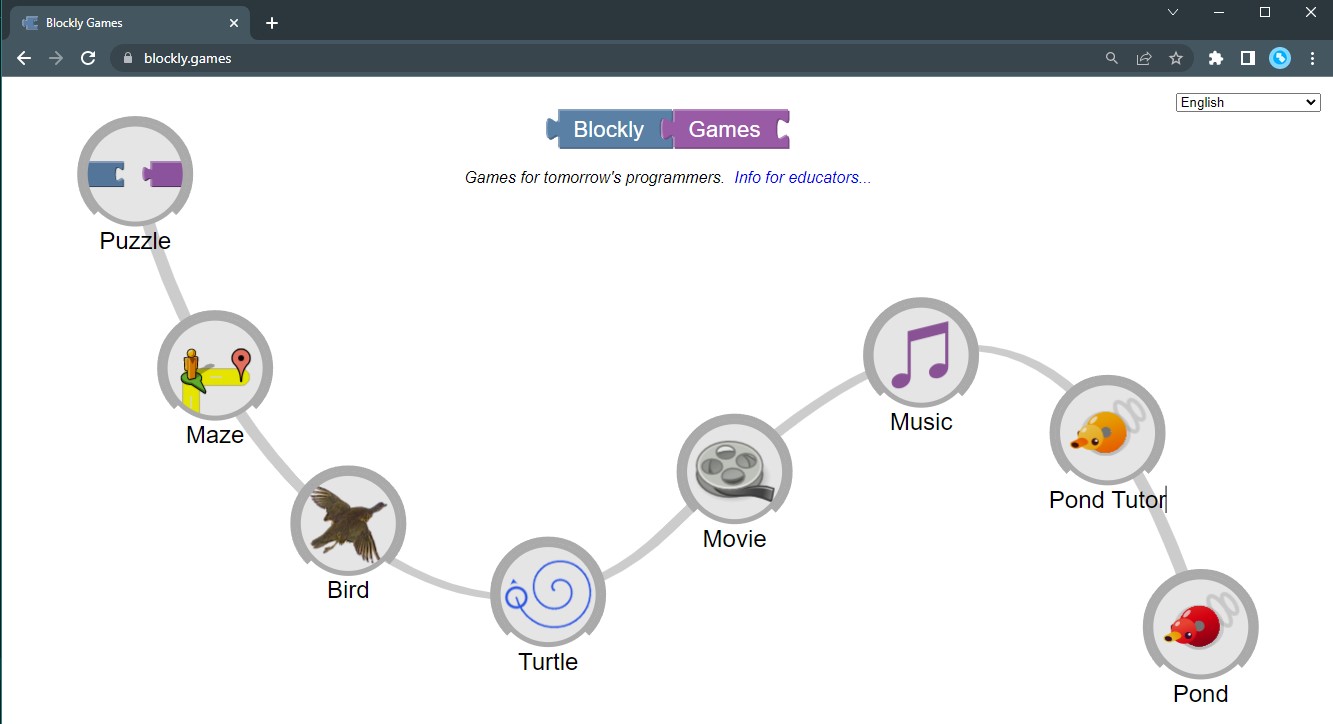 Blockly Games
blockly.games
English
Blockly Games
Games for tomorrow's programmers. Info for educators...
Puzzle
Maze
Bird
Turtle
Movie
Music
Pond Tutor
Pond